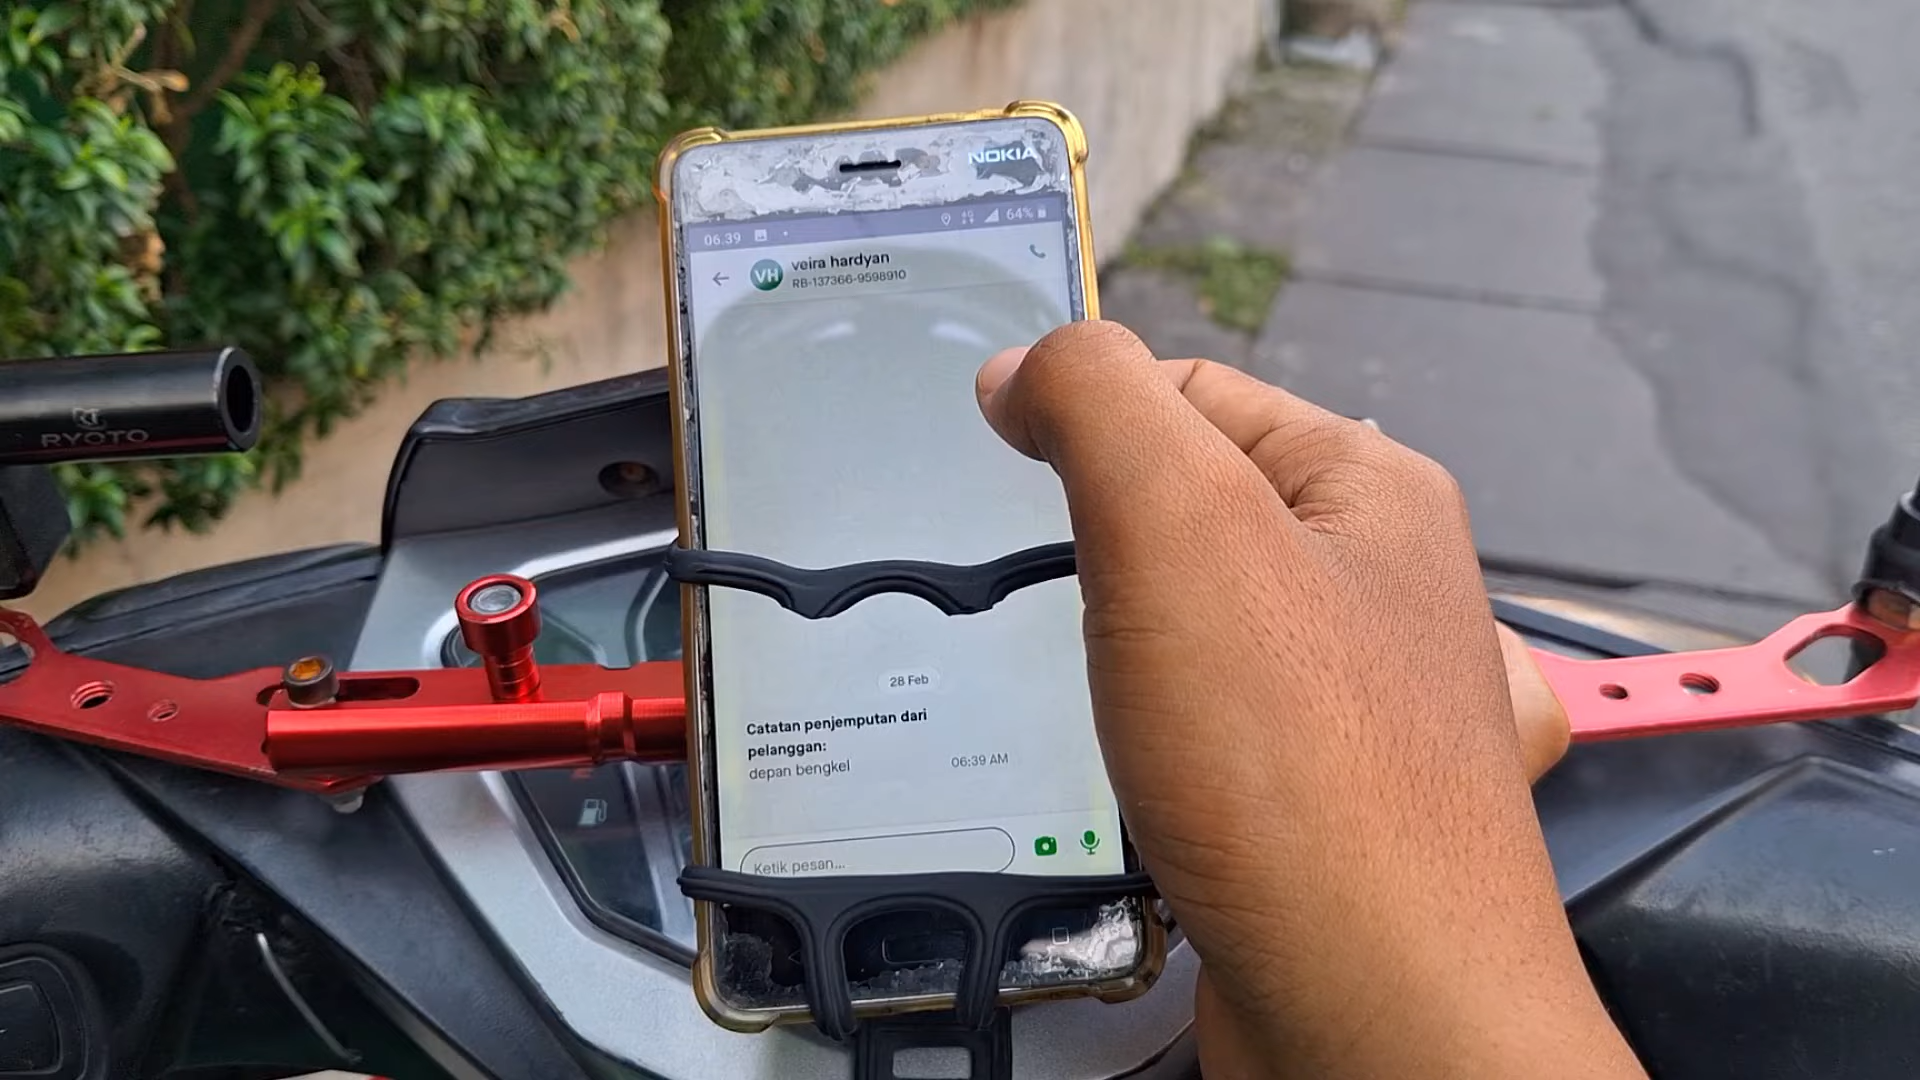 NOKIA
06.39
64%
veira hardyan
VH
RB-137366-9598910
RYOTO
28 Feb
Catatan penjemputan dari
pelanggan:
depan bengkel
06:39 AM
Ketik pesan...